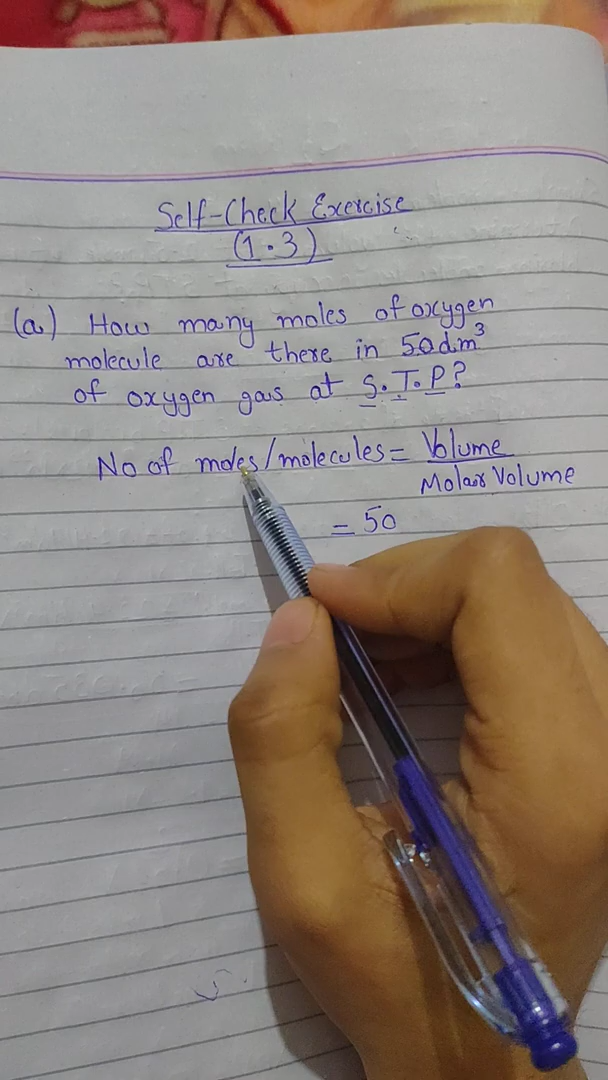 Self-Check Exercise
(1.3)
(a) How many moles of oxygen
molecule are there in 50dm³
of oxygen gas at S.T.P?
No of moles/molecules = Volume
Molar Volume
= 50